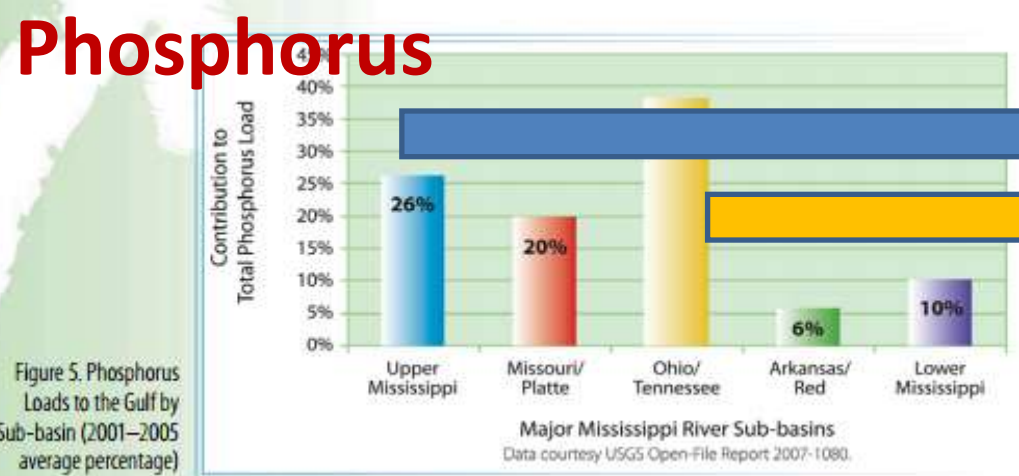 Phosphorus
45%
40%
35%
30%
25%
20%
15%
10%
5%
0%
Contribution to
Total Phosphorus Load
26%
20%
6%
10%
Upper
Mississippi
Missouri/
Platte
Ohio/
Tennessee
Arkansas/
Red
Lower
Mississippi
Major Mississippi River Sub-basins
Data courtesy USGS Open-File Report 2007-1080.
Figure 5. Phosphorus
Loads to the Gulf by
Sub-basin (2001–2005
average percentage)